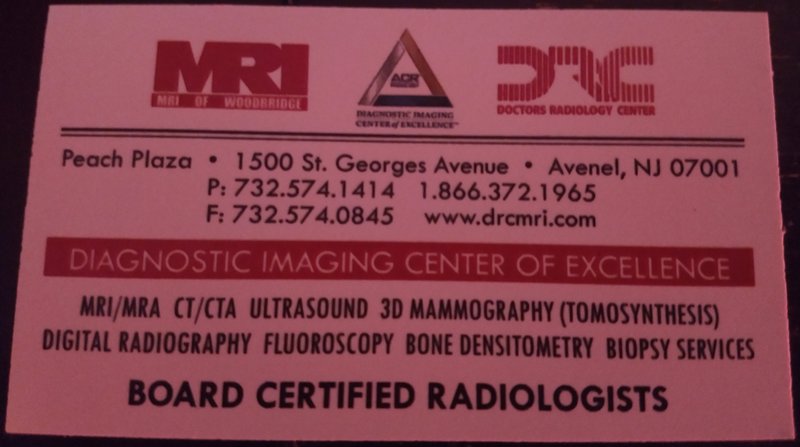 MRI
MRI OF WOODBRIDGE
ACR
DIAGNOSTIC IMAGING
CENTER of EXCELLENCE™
DRC
DOCTORS RADIOLOGY CENTER
Peach Plaza • 1500 St. Georges Avenue • Avenel, NJ 07001
P: 732.574.1414 1.866.372.1965
F: 732.574.0845 www.drcmri.com
DIAGNOSTIC IMAGING CENTER OF EXCELLENCE
MRI/MRA CT/CTA ULTRASOUND 3D MAMMOGRAPHY (TOMOSYNTHESIS)
DIGITAL RADIOGRAPHY FLUOROSCOPY BONE DENSITOMETRY BIOPSY SERVICES
BOARD CERTIFIED RADIOLOGISTS